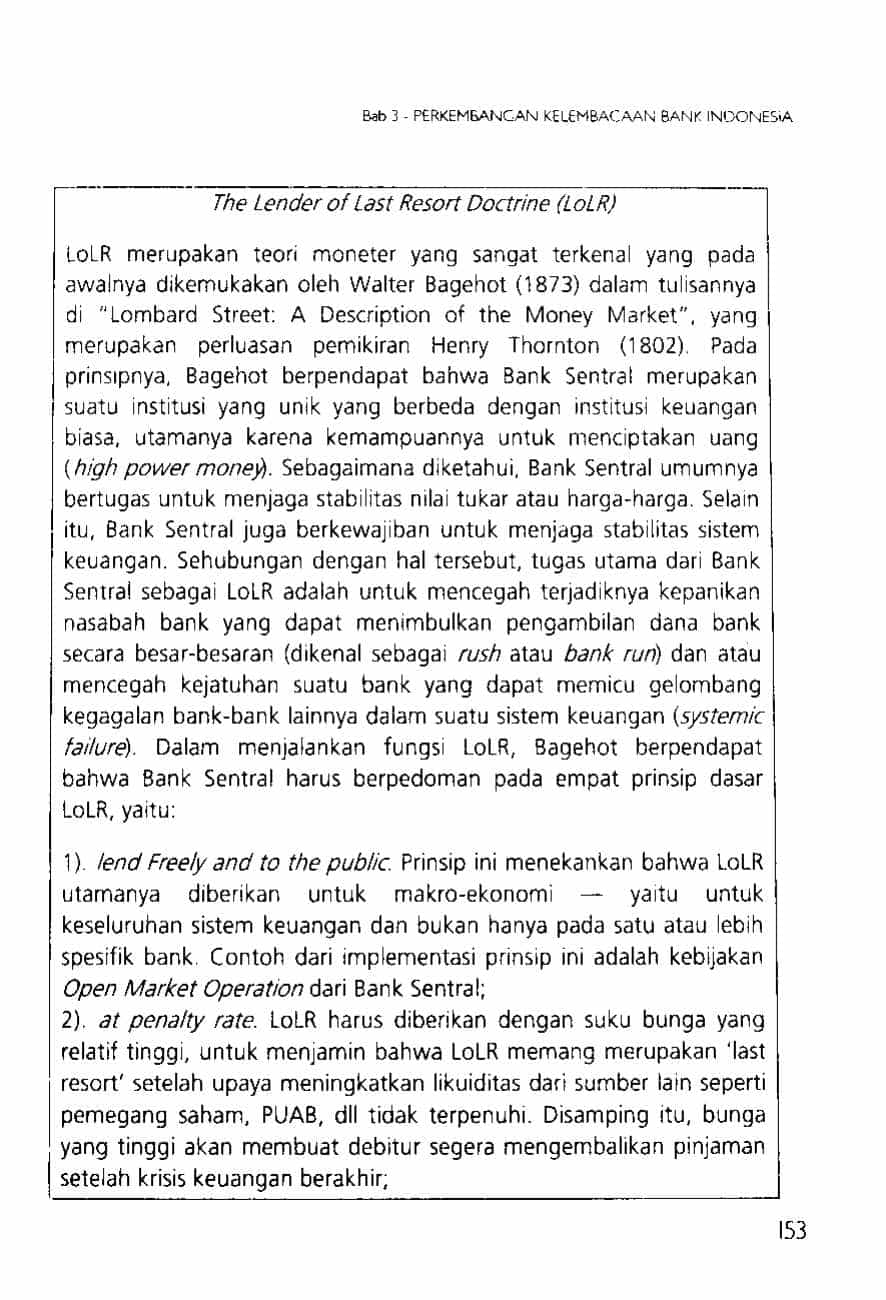 Bab 3 - PERKEMBANGAN KELEMBAGAAN BANK INDONESIA
The Lender of Last Resort Doctrine (LoLR)
LoLR merupakan teori moneter yang sangat terkenal yang pada
awalnya dikemukakan oleh Walter Bagehot (1873) dalam tulisannya
di "Lombard Street: A Description of the Money Market", yang
merupakan perluasan pemikiran Henry Thornton (1802). Pada
prinsipnya, Bagehot berpendapat bahwa Bank Sentral merupakan
suatu institusi yang unik yang berbeda dengan institusi keuangan
biasa, utamanya karena kemampuannya untuk menciptakan uang
(high power money). Sebagaimana diketahui, Bank Sentral umumnya
bertugas untuk menjaga stabilitas nilai tukar atau harga-harga. Selain
itu, Bank Sentral juga berkewajiban untuk menjaga stabilitas sistem
keuangan. Sehubungan dengan hal tersebut, tugas utama dari Bank
Sentral sebagai LoLR adalah untuk mencegah terjadiknya kepanikan
nasabah bank yang dapat menimbulkan pengambilan dana bank
secara besar-besaran (dikenal sebagai rush atau bank run) dan atau
mencegah kejatuhan suatu bank yang dapat memicu gelombang
kegagalan bank-bank lainnya dalam suatu sistem keuangan (systemic
failure). Dalam menjalankan fungsi LoLR, Bagehot berpendapat
bahwa Bank Sentral harus berpedoman pada empat prinsip dasar
LoLR, yaitu:
1). lend Freely and to the public. Prinsip ini menekankan bahwa LoLR
utamanya diberikan untuk makro-ekonomi — yaitu untuk
keseluruhan sistem keuangan dan bukan hanya pada satu atau lebih
spesifik bank. Contoh dari implementasi prinsip ini adalah kebijakan
Open Market Operation dari Bank Sentral;
2). at penalty rate. LoLR harus diberikan dengan suku bunga yang
relatif tinggi, untuk menjamin bahwa LoLR memang merupakan 'last
resort' setelah upaya meningkatkan likuiditas dari sumber lain seperti
pemegang saham, PUAB, dll tidak terpenuhi. Disamping itu, bunga
yang tinggi akan membuat debitur segera mengembalikan pinjaman
setelah krisis keuangan berakhir;
153